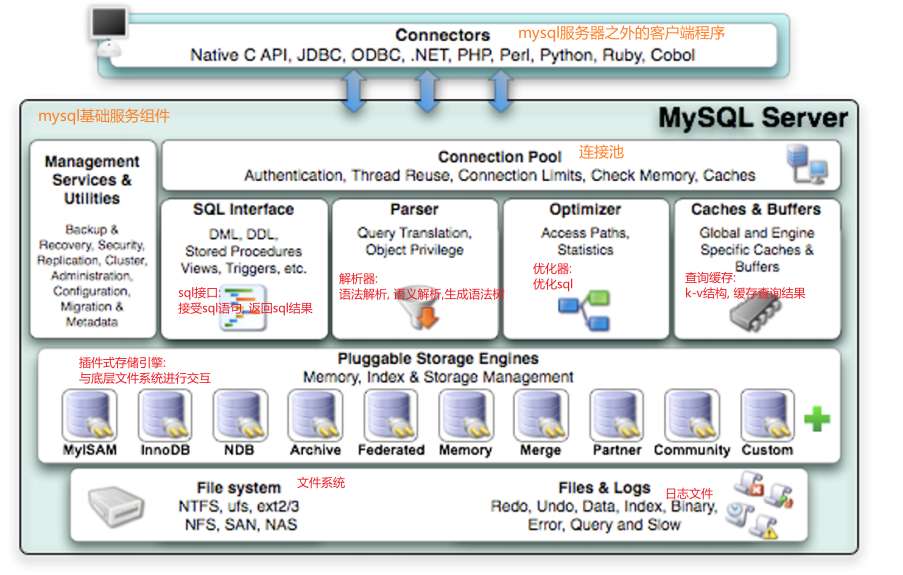 Connectors
mysql服务器之外的客户端程序
Native C API, JDBC, ODBC, .NET, PHP, Perl, Python, Ruby, Cobol
mysql基础服务组件
MySQL Server
Management
Services &
Utilities
Backup &
Recovery, Security,
Replication, Cluster,
Administration,
Configuration,
Migration &
Metadata
Connection Pool
连接池
Authentication, Thread Reuse, Connection Limits, Check Memory, Caches
SQL Interface
DML, DDL,
Stored Procedures
Views, Triggers, etc.
sql接口:
接受sql语句, 返回sql结果
Parser
Query Translation,
Object Privilege
解析器:
语法解析, 语义解析,生成语法树
Optimizer
Access Paths,
Statistics
优化器:
优化sql
Caches & Buffers
Global and Engine
Specific Caches &
Buffers
查询缓存:
k-v结构, 缓存查询结果
Pluggable Storage Engines
Memory, Index & Storage Management
插件式存储引擎:
与底层文件系统进行交互
MyISAM
InnoDB
NDB
Archive
Federated
Memory
Merge
Partner
Community
Custom
File system
文件系统
NTFS, ufs, ext2/3
NFS, SAN, NAS
Files & Logs
日志文件
Redo, Undo, Data, Index, Binary,
Error, Query and Slow